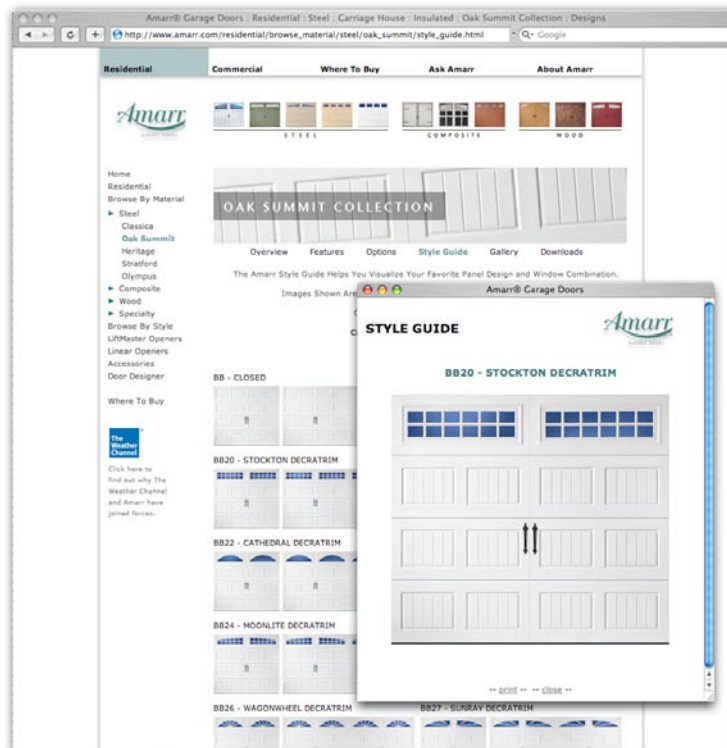 Amarr® Garage Doors : Residential : Steel : Carriage House : Insulated : Oak Summit Collection : Designs
http://www.amarr.com/residential/browse_material/steel/oak_summit/style_guide.html
Google
Residential Commercial Where To Buy Ask Amarr About Amarr
Amarr
STEEL COMPOSITE WOOD
OAK SUMMIT COLLECTION
Overview Features Options Style Guide Gallery Downloads
The Amarr Style Guide Helps You Visualize Your Favorite Panel Design and Window Combination.
Images Shown Are
Home
Residential
Browse By Material
Steel
Classica
Oak Summit
Heritage
Stratford
Olympus
Composite
Wood
Specialty
Browse By Style
LiftMaster Openers
Linear Openers
Accessories
Door Designer
Where To Buy
The
Weather
Channel
Click here to
find out why The
Weather Channel
and Amarr have
joined forces.
BB - CLOSED
BB20 - STOCKTON DECRATRIM
BB22 - CATHEDRAL DECRATRIM
BB24 - MOONLITE DECRATRIM
BB26 - WAGONWHEEL DECRATRIM BB27 - SUNRAY DECRATRIM
Amarr® Garage Doors
STYLE GUIDE
Amarr
BB20 - STOCKTON DECRATRIM
-- print -- -- close --